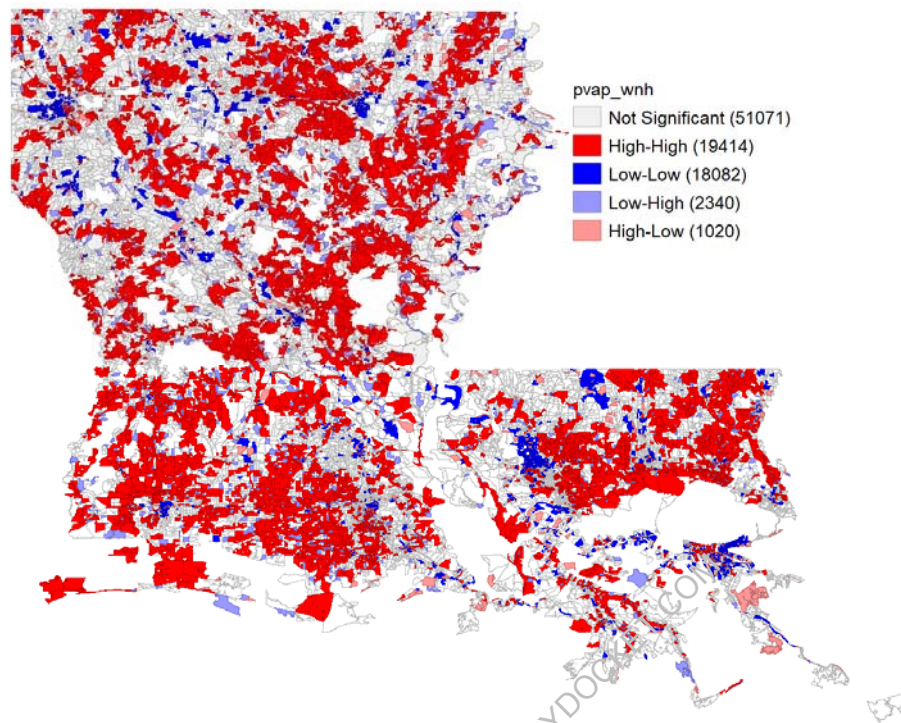 pvap_wnh
Not Significant (51071)
High-High (19414)
Low-Low (18082)
Low-High (2340)
High-Low (1020)